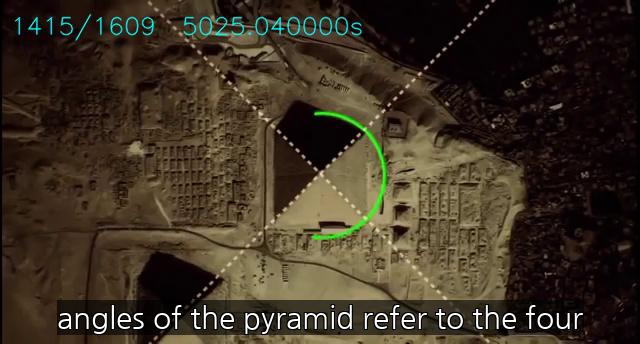 1415/1609 5025.040000s
angles of the pyramid refer to the four